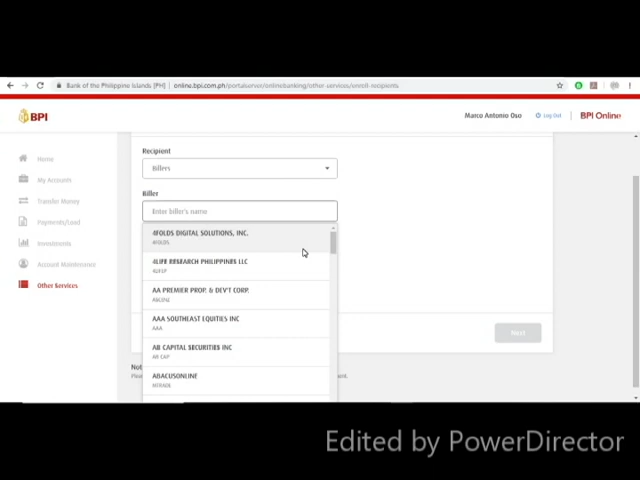 Bank of the Philippine Islands [PH] | online.bpi.com.ph/portalserver/onlinebanking/other-services/enroll-recipients
BPI
Marco Antonio Oso
Log Out
BPI Online
Home
My Accounts
Transfer Money
Payments/Load
Investments
Account Maintenance
Other Services
Recipient
Billers
Biller
Enter biller's name
4FOLDS DIGITAL SOLUTIONS, INC.
4FOLDS
4LIFE RESEARCH PHILIPPINES LLC
4LIFEP
AA PREMIER PROP. & DEV'T CORP.
AAA SOUTHEAST EQUITIES INC
AAA
AB CAPITAL SECURITIES INC
AB CAP
ABACUSONLINE
Next
Edited by PowerDirector